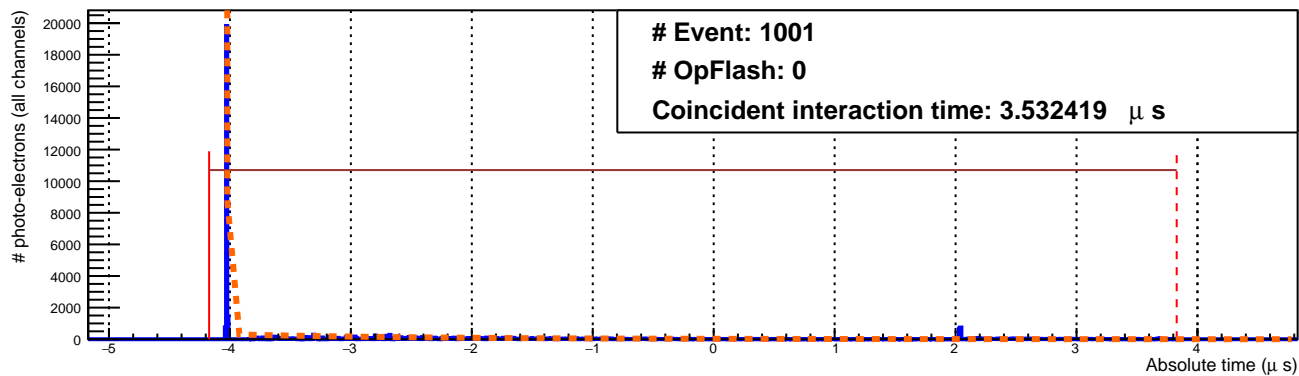 # photo-electrons (all channels)
20000
18000
16000
14000
12000
10000
8000
6000
4000
2000
0
# Event: 1001
# OpFlash: 0
Coincident interaction time: 3.532419 μ s
−5 −4 −3 −2 −1 0 1 2 3 4
Absolute time (μ s)